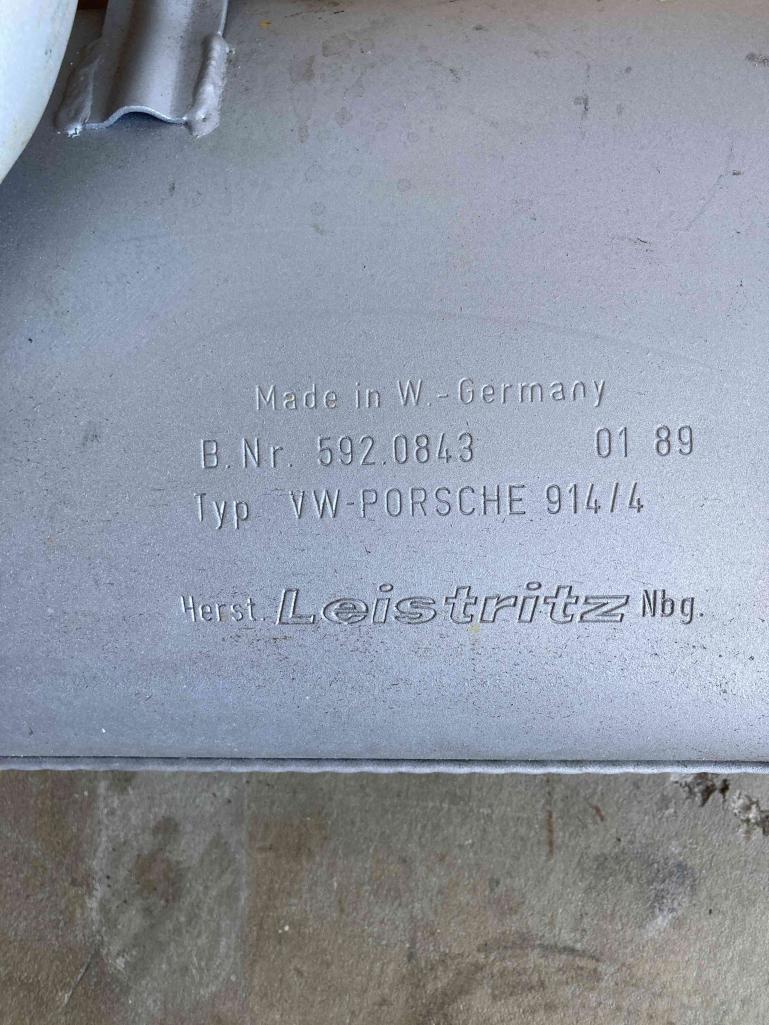 Made in W.-Germany
B.Nr. 592.0843 01 89
Typ VW-PORSCHE 914/4
Herst. Leistritz Nbg.